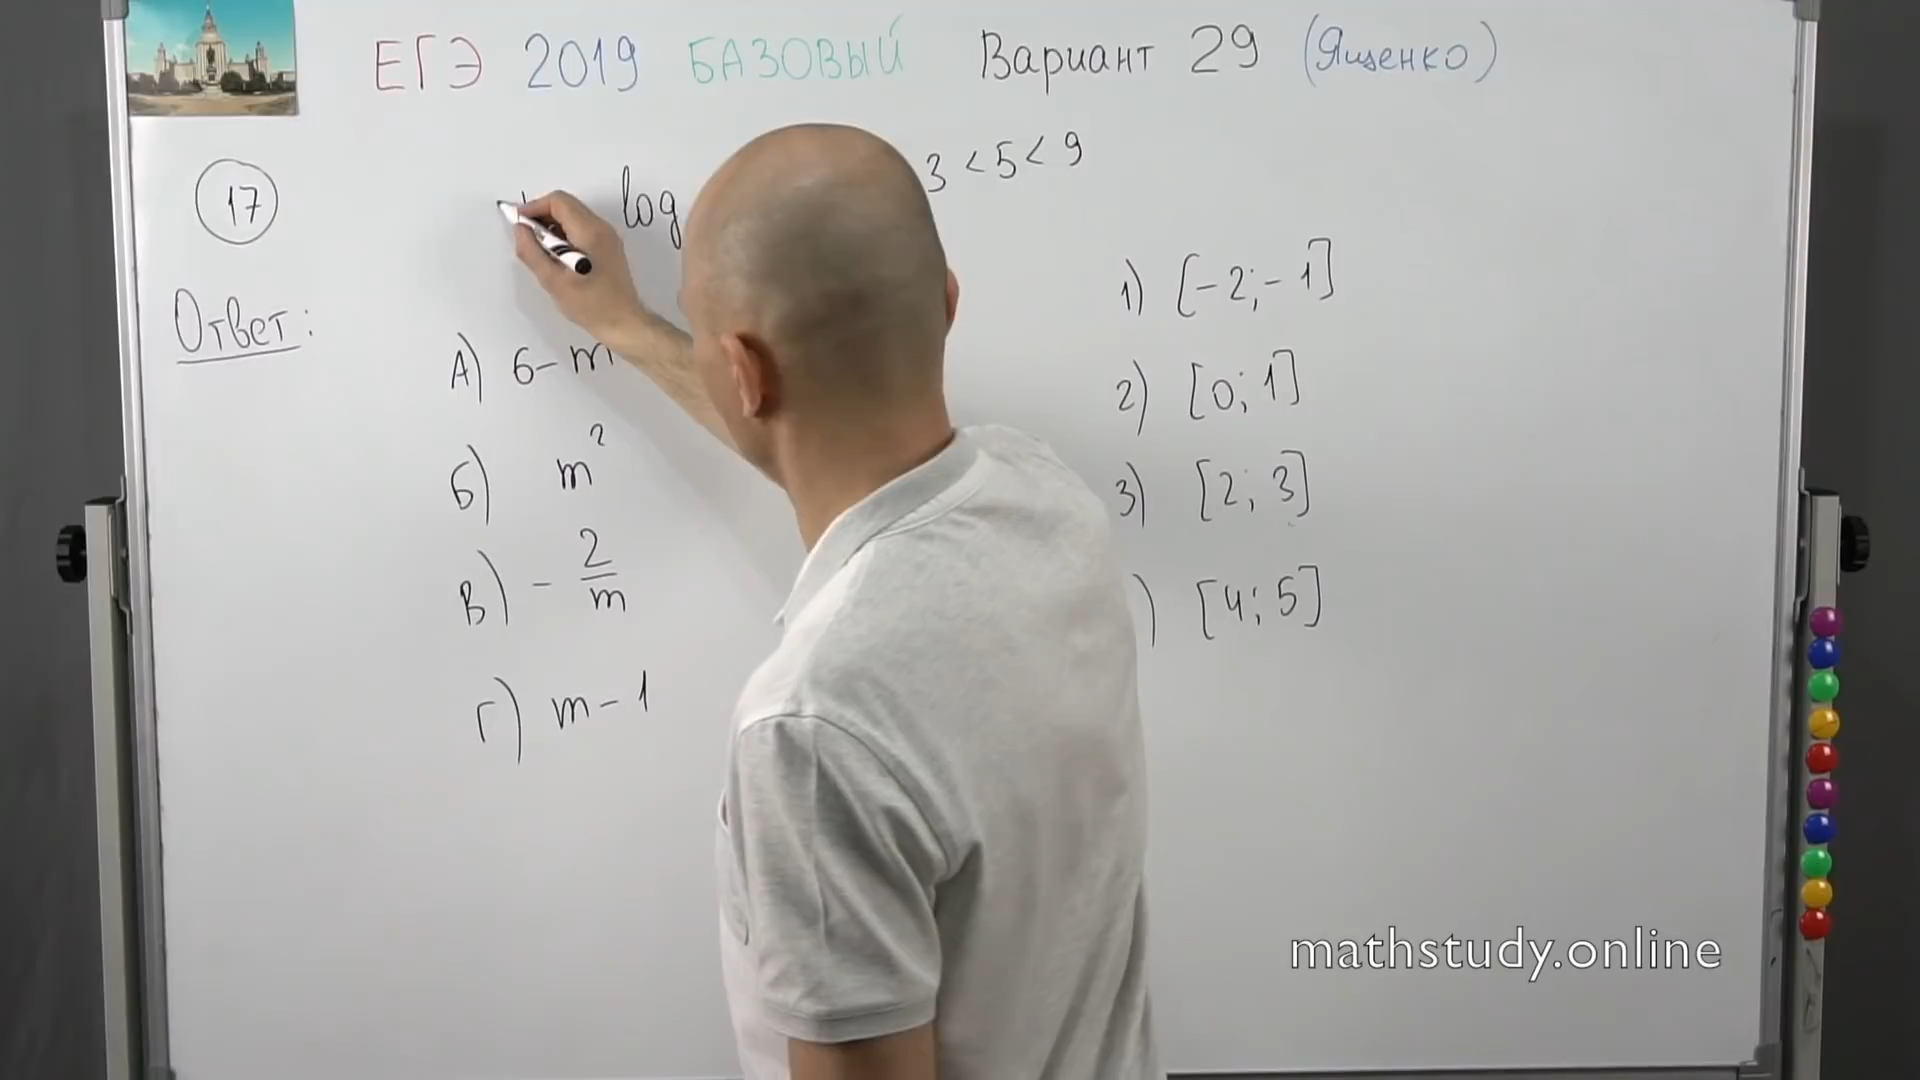 ЕГЭ 2019 БАЗОВЫЙ Вариант 29 (Ященко)
17
log
3 < 5 < 9
Ответ:
А) 6 - m
Б) m²
В) - 2/m
Г) m - 1
1) [-2; -1]
2) [0; 1]
3) [2; 3]
) [4; 5]
mathstudy.online